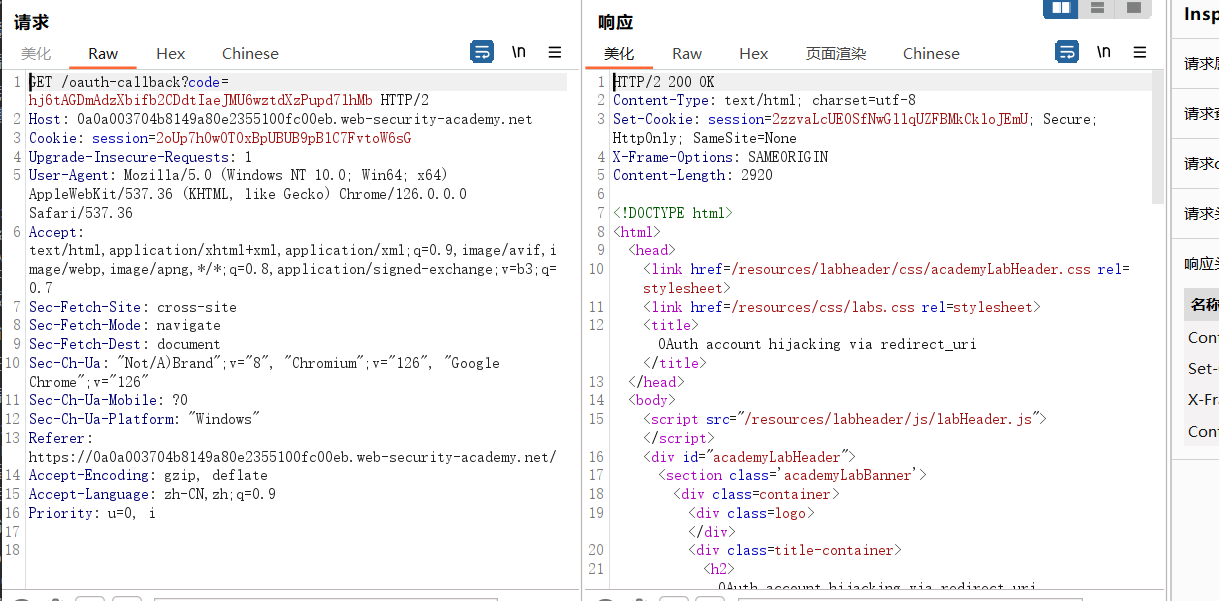 请求
美化 Raw Hex Chinese \n
1 GET /oauth-callback?code=
hj6tAGDmAdzXbifb2CDdtIaeJMU6wztdXzPupd7lhMb HTTP/2
2 Host: 0a0a003704b8149a80e2355100fc00eb.web-security-academy.net
3 Cookie: session=2oUp7hOwOTOxBpUBUB9pBlC7FvtoW6sG
4 Upgrade-Insecure-Requests: 1
5 User-Agent: Mozilla/5.0 (Windows NT 10.0; Win64; x64)
AppleWebKit/537.36 (KHTML, like Gecko) Chrome/126.0.0.0
Safari/537.36
6 Accept:
text/html,application/xhtml+xml,application/xml;q=0.9,image/avif,i
mage/webp,image/apng,*/*;q=0.8,application/signed-exchange;v=b3;q=
0.7
7 Sec-Fetch-Site: cross-site
8 Sec-Fetch-Mode: navigate
9 Sec-Fetch-Dest: document
10 Sec-Ch-Ua: "Not/A)Brand";v="8", "Chromium";v="126", "Google
Chrome";v="126"
11 Sec-Ch-Ua-Mobile: ?0
12 Sec-Ch-Ua-Platform: "Windows"
13 Referer:
https://0a0a003704b8149a80e2355100fc00eb.web-security-academy.net/
14 Accept-Encoding: gzip, deflate
15 Accept-Language: zh-CN,zh;q=0.9
16 Priority: u=0, i
17
18
响应
美化 Raw Hex 页面渲染 Chinese \n
1 HTTP/2 200 OK
2 Content-Type: text/html; charset=utf-8
3 Set-Cookie: session=2zzvaLcUE0SfNwGllqUZFBMkCkloJEmU; Secure;
HttpOnly; SameSite=None
4 X-Frame-Options: SAMEORIGIN
5 Content-Length: 2920
6
7 <!DOCTYPE html>
8 <html>
9 <head>
10 <link href=/resources/labheader/css/academyLabHeader.css rel=
stylesheet>
11 <link href=/resources/css/labs.css rel=stylesheet>
12 <title>
OAuth account hijacking via redirect_uri
</title>
13 </head>
14 <body>
15 <script src="/resources/labheader/js/labHeader.js">
</script>
16 <div id="academyLabHeader">
17 <section class='academyLabBanner'>
18 <div class=container>
19 <div class=logo>
</div>
20 <div class=title-container>
21 <h2>
OAuth account hijacking via redirect_uri
Insp
请求
请求
请求
请求
响应
名称
Con
Set-
X-Fr
Con